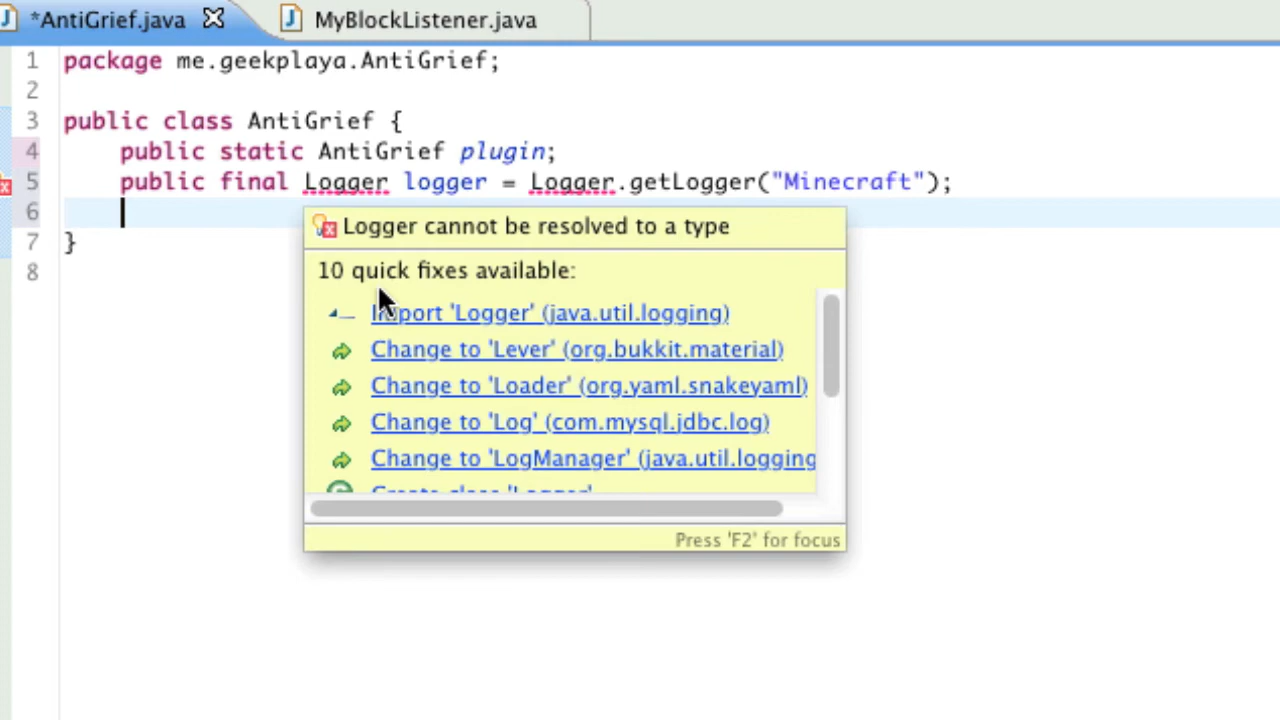 *AntiGrief.java MyBlockListener.java
1 package me.geekplaya.AntiGrief;
2
3 public class AntiGrief {
4 public static AntiGrief plugin;
5 public final Logger logger = Logger.getLogger("Minecraft");
6
7 }
8
Logger cannot be resolved to a type
10 quick fixes available:
Import 'Logger' (java.util.logging)
Change to 'Lever' (org.bukkit.material)
Change to 'Loader' (org.yaml.snakeyaml)
Change to 'Log' (com.mysql.jdbc.log)
Change to 'LogManager' (java.util.logging
Create class 'Logger'
Press 'F2' for focus